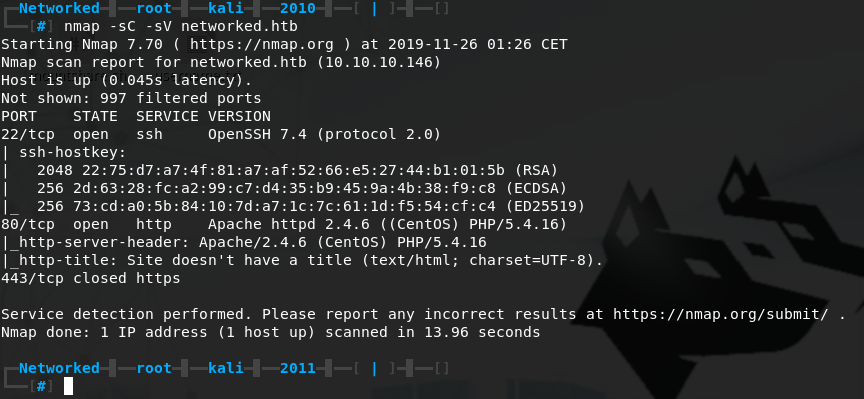 Networked root kali 2010 [ | ] []
[#] nmap -sC -sV networked.htb
Starting Nmap 7.70 ( https://nmap.org ) at 2019-11-26 01:26 CET
Nmap scan report for networked.htb (10.10.10.146)
Host is up (0.045s latency).
Not shown: 997 filtered ports
PORT    STATE  SERVICE VERSION
22/tcp  open   ssh     OpenSSH 7.4 (protocol 2.0)
| ssh-hostkey:
|   2048 22:75:d7:a7:4f:81:a7:af:52:66:e5:27:44:b1:01:5b (RSA)
|   256 2d:63:28:fc:a2:99:c7:d4:35:b9:45:9a:4b:38:f9:c8 (ECDSA)
|_  256 73:cd:a0:5b:84:10:7d:a7:1c:7c:61:1d:f5:54:cf:c4 (ED25519)
80/tcp  open   http    Apache httpd 2.4.6 ((CentOS) PHP/5.4.16)
|_http-server-header: Apache/2.4.6 (CentOS) PHP/5.4.16
|_http-title: Site doesn't have a title (text/html; charset=UTF-8).
443/tcp closed https
Service detection performed. Please report any incorrect results at https://nmap.org/submit/ .
Nmap done: 1 IP address (1 host up) scanned in 13.96 seconds
Networked root kali 2011 [ | ] []
[#]